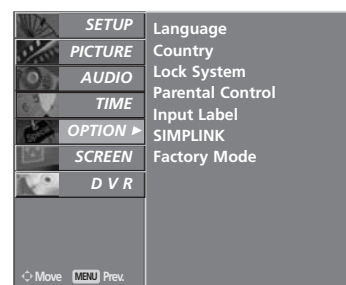 SETUP
PICTURE
AUDIO
TIME
OPTION ►
SCREEN
D V R
Language
Country
Lock System
Parental Control
Input Label
SIMPLINK
Factory Mode
Move MENU Prev.